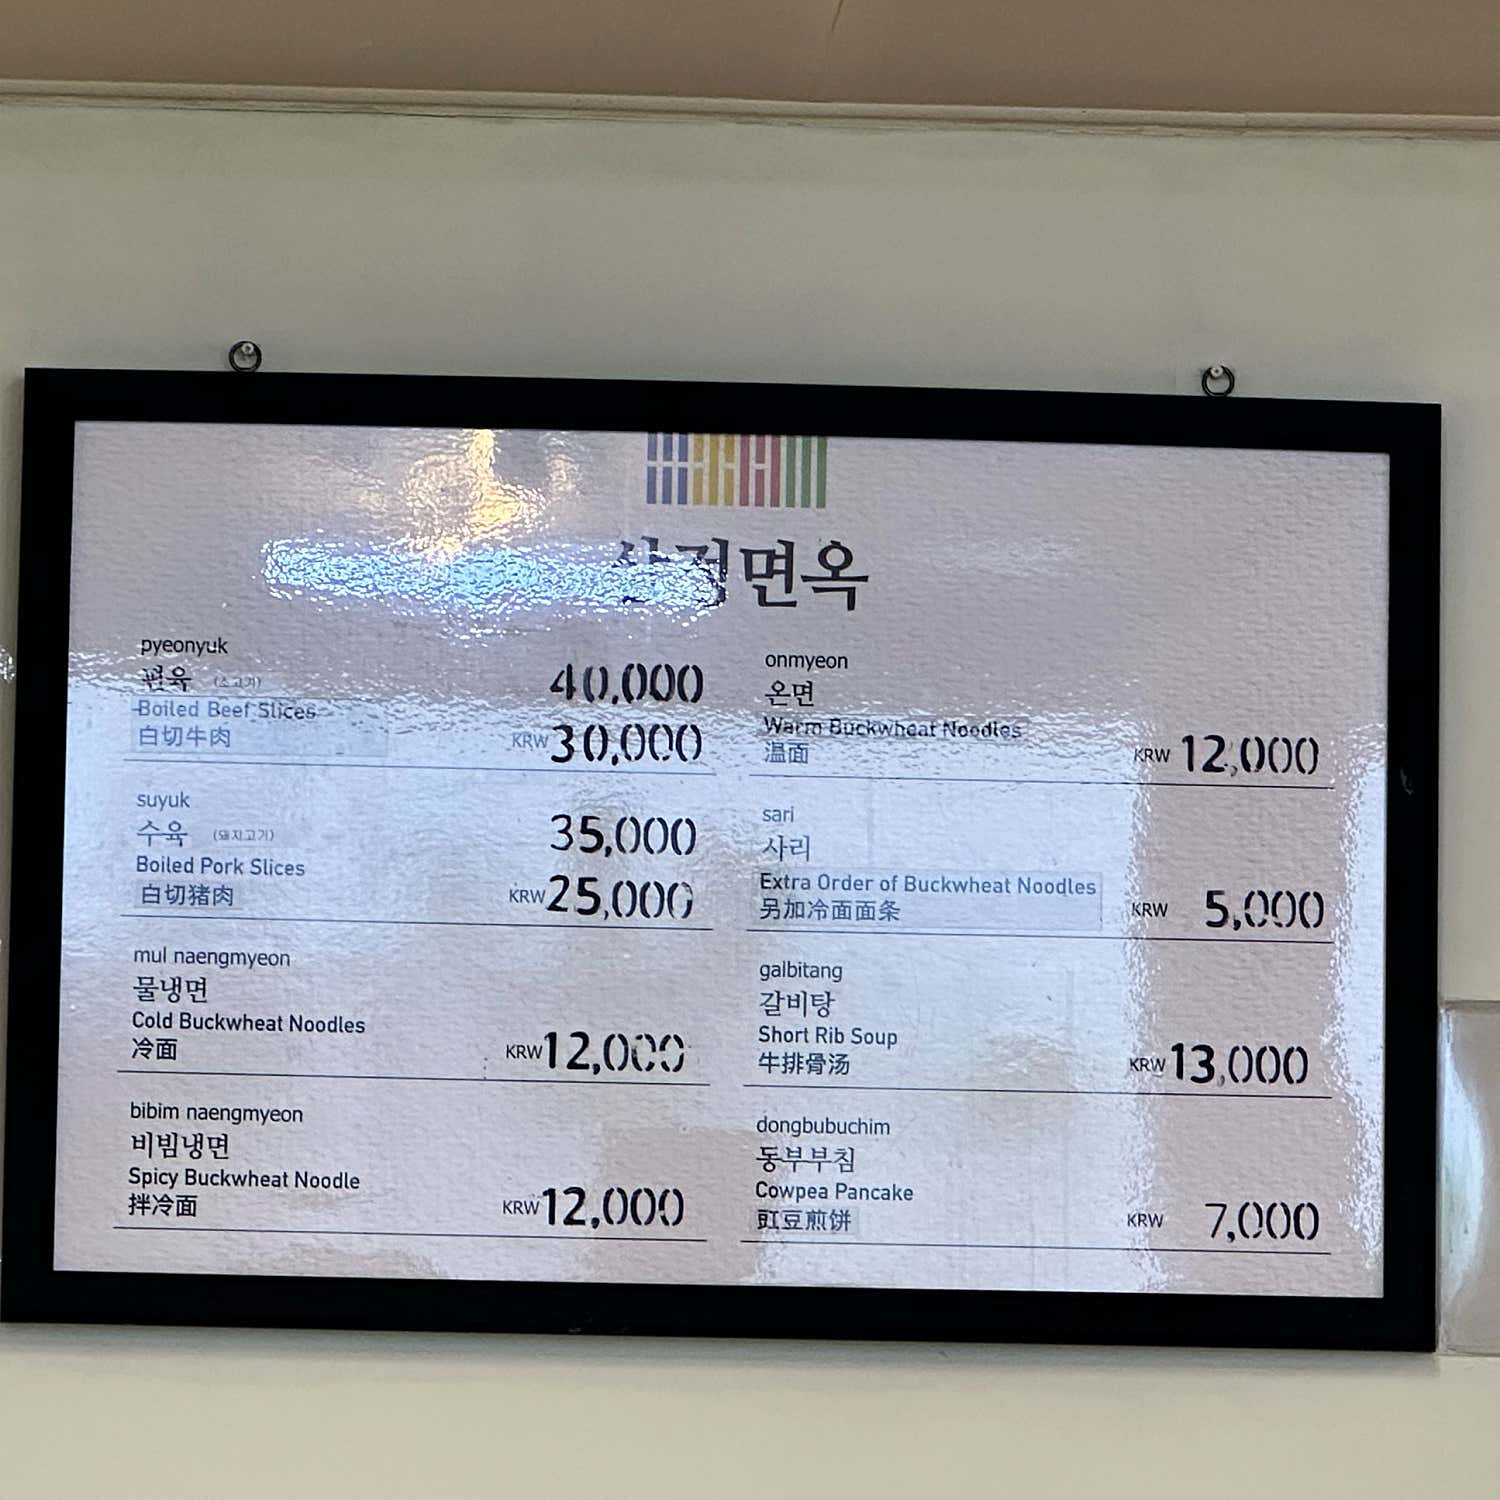 면옥
pyeonyuk
편육 (소고기) 40,000
Boiled Beef Slices
白切牛肉 KRW 30,000
suyuk
수육 (돼지고기) 35,000
Boiled Pork Slices
白切猪肉 KRW 25,000
mul naengmyeon
물냉면
Cold Buckwheat Noodles
冷面 KRW 12,000
bibim naengmyeon
비빔냉면
Spicy Buckwheat Noodle
拌冷面 KRW 12,000
onmyeon
온면
Warm Buckwheat Noodles
温面 KRW 12,000
sari
사리
Extra Order of Buckwheat Noodles
另加冷面面条 KRW 5,000
galbitang
갈비탕
Short Rib Soup
牛排骨汤 KRW 13,000
dongbubuchim
동부부침
Cowpea Pancake
豇豆煎饼 KRW 7,000